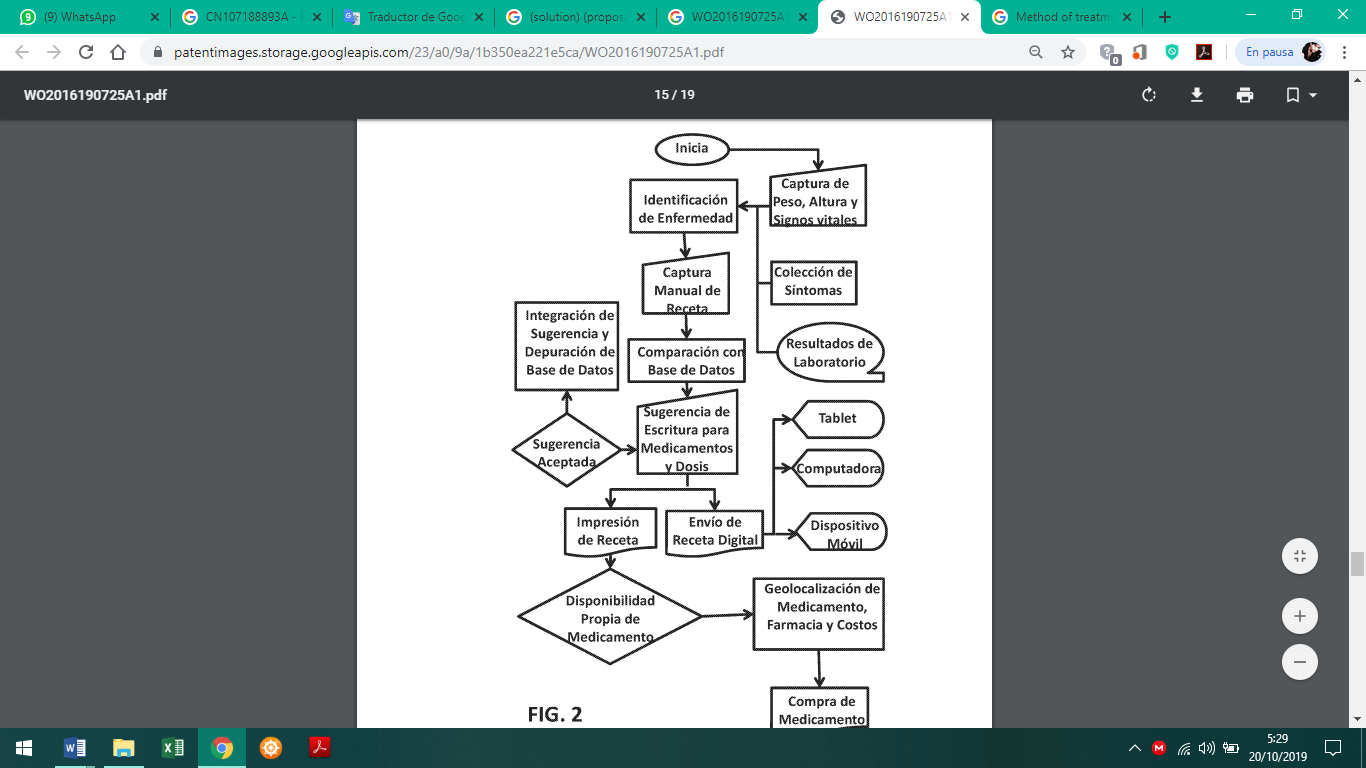 (9) WhatsApp
CN107188893A -
Traductor de Goo
(solution) (propos
WO2016190725A1
WO2016190725A1
Method of treatm
patentimages.storage.googleapis.com/23/a0/9a/1b350ea221e5ca/WO2016190725A1.pdf
0
En pausa
WO2016190725A1.pdf
15 / 19
Inicia
Captura de
Peso, Altura y
Signos vitales
Identificación
de Enfermedad
Captura
Manual de
Receta
Colección de
Síntomas
Integración de
Sugerencia y
Depuración de
Base de Datos
Comparación con
Base de Datos
Resultados de
Laboratorio
Sugerencia de
Escritura para
Medicamentos
y Dosis
Sugerencia
Aceptada
Tablet
Computadora
Dispositivo
Móvil
Impresión
de Receta
Envío de
Receta Digital
Disponibilidad
Propia de
Medicamento
Geolocalización de
Medicamento,
Farmacia y Costos
Compra de
Medicamento
FIG. 2
5:29
20/10/2019